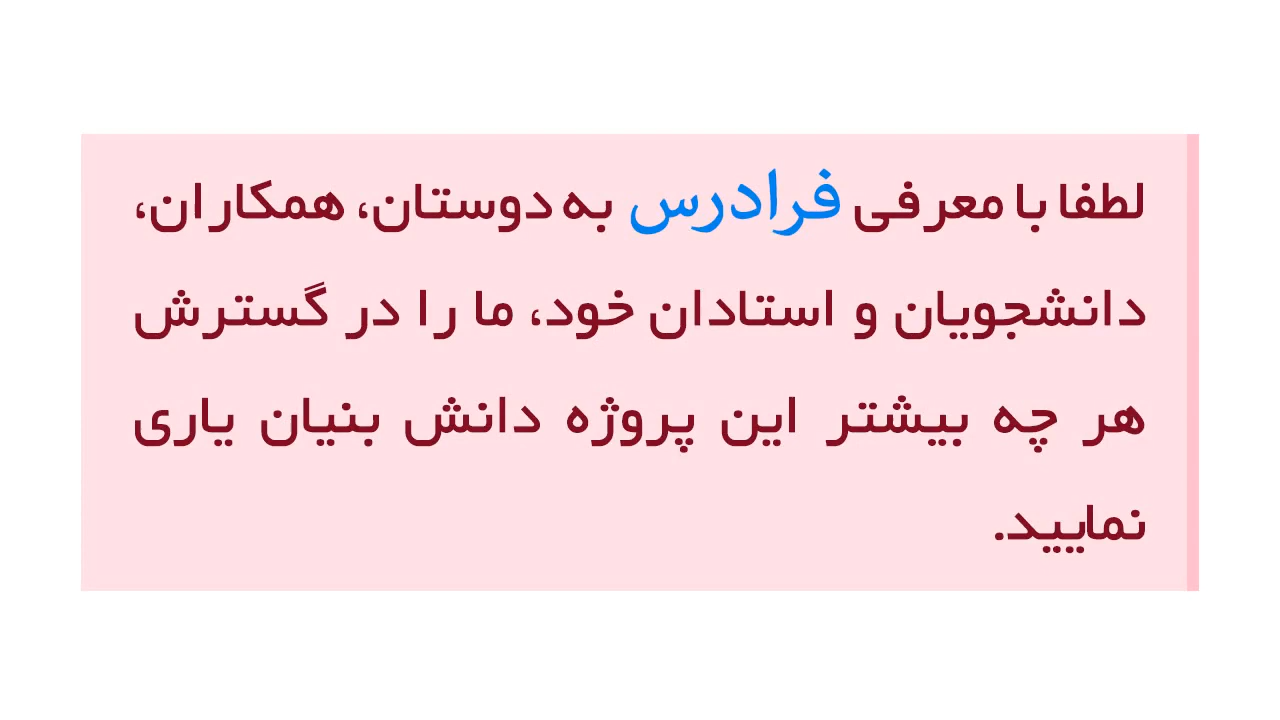 لطفا با معرفی فرادرس به دوستان، همکاران،
دانشجویان و استادان خود، ما را در گسترش
هر چه بیشتر این پروژه دانش بنیان یاری
نمایید.